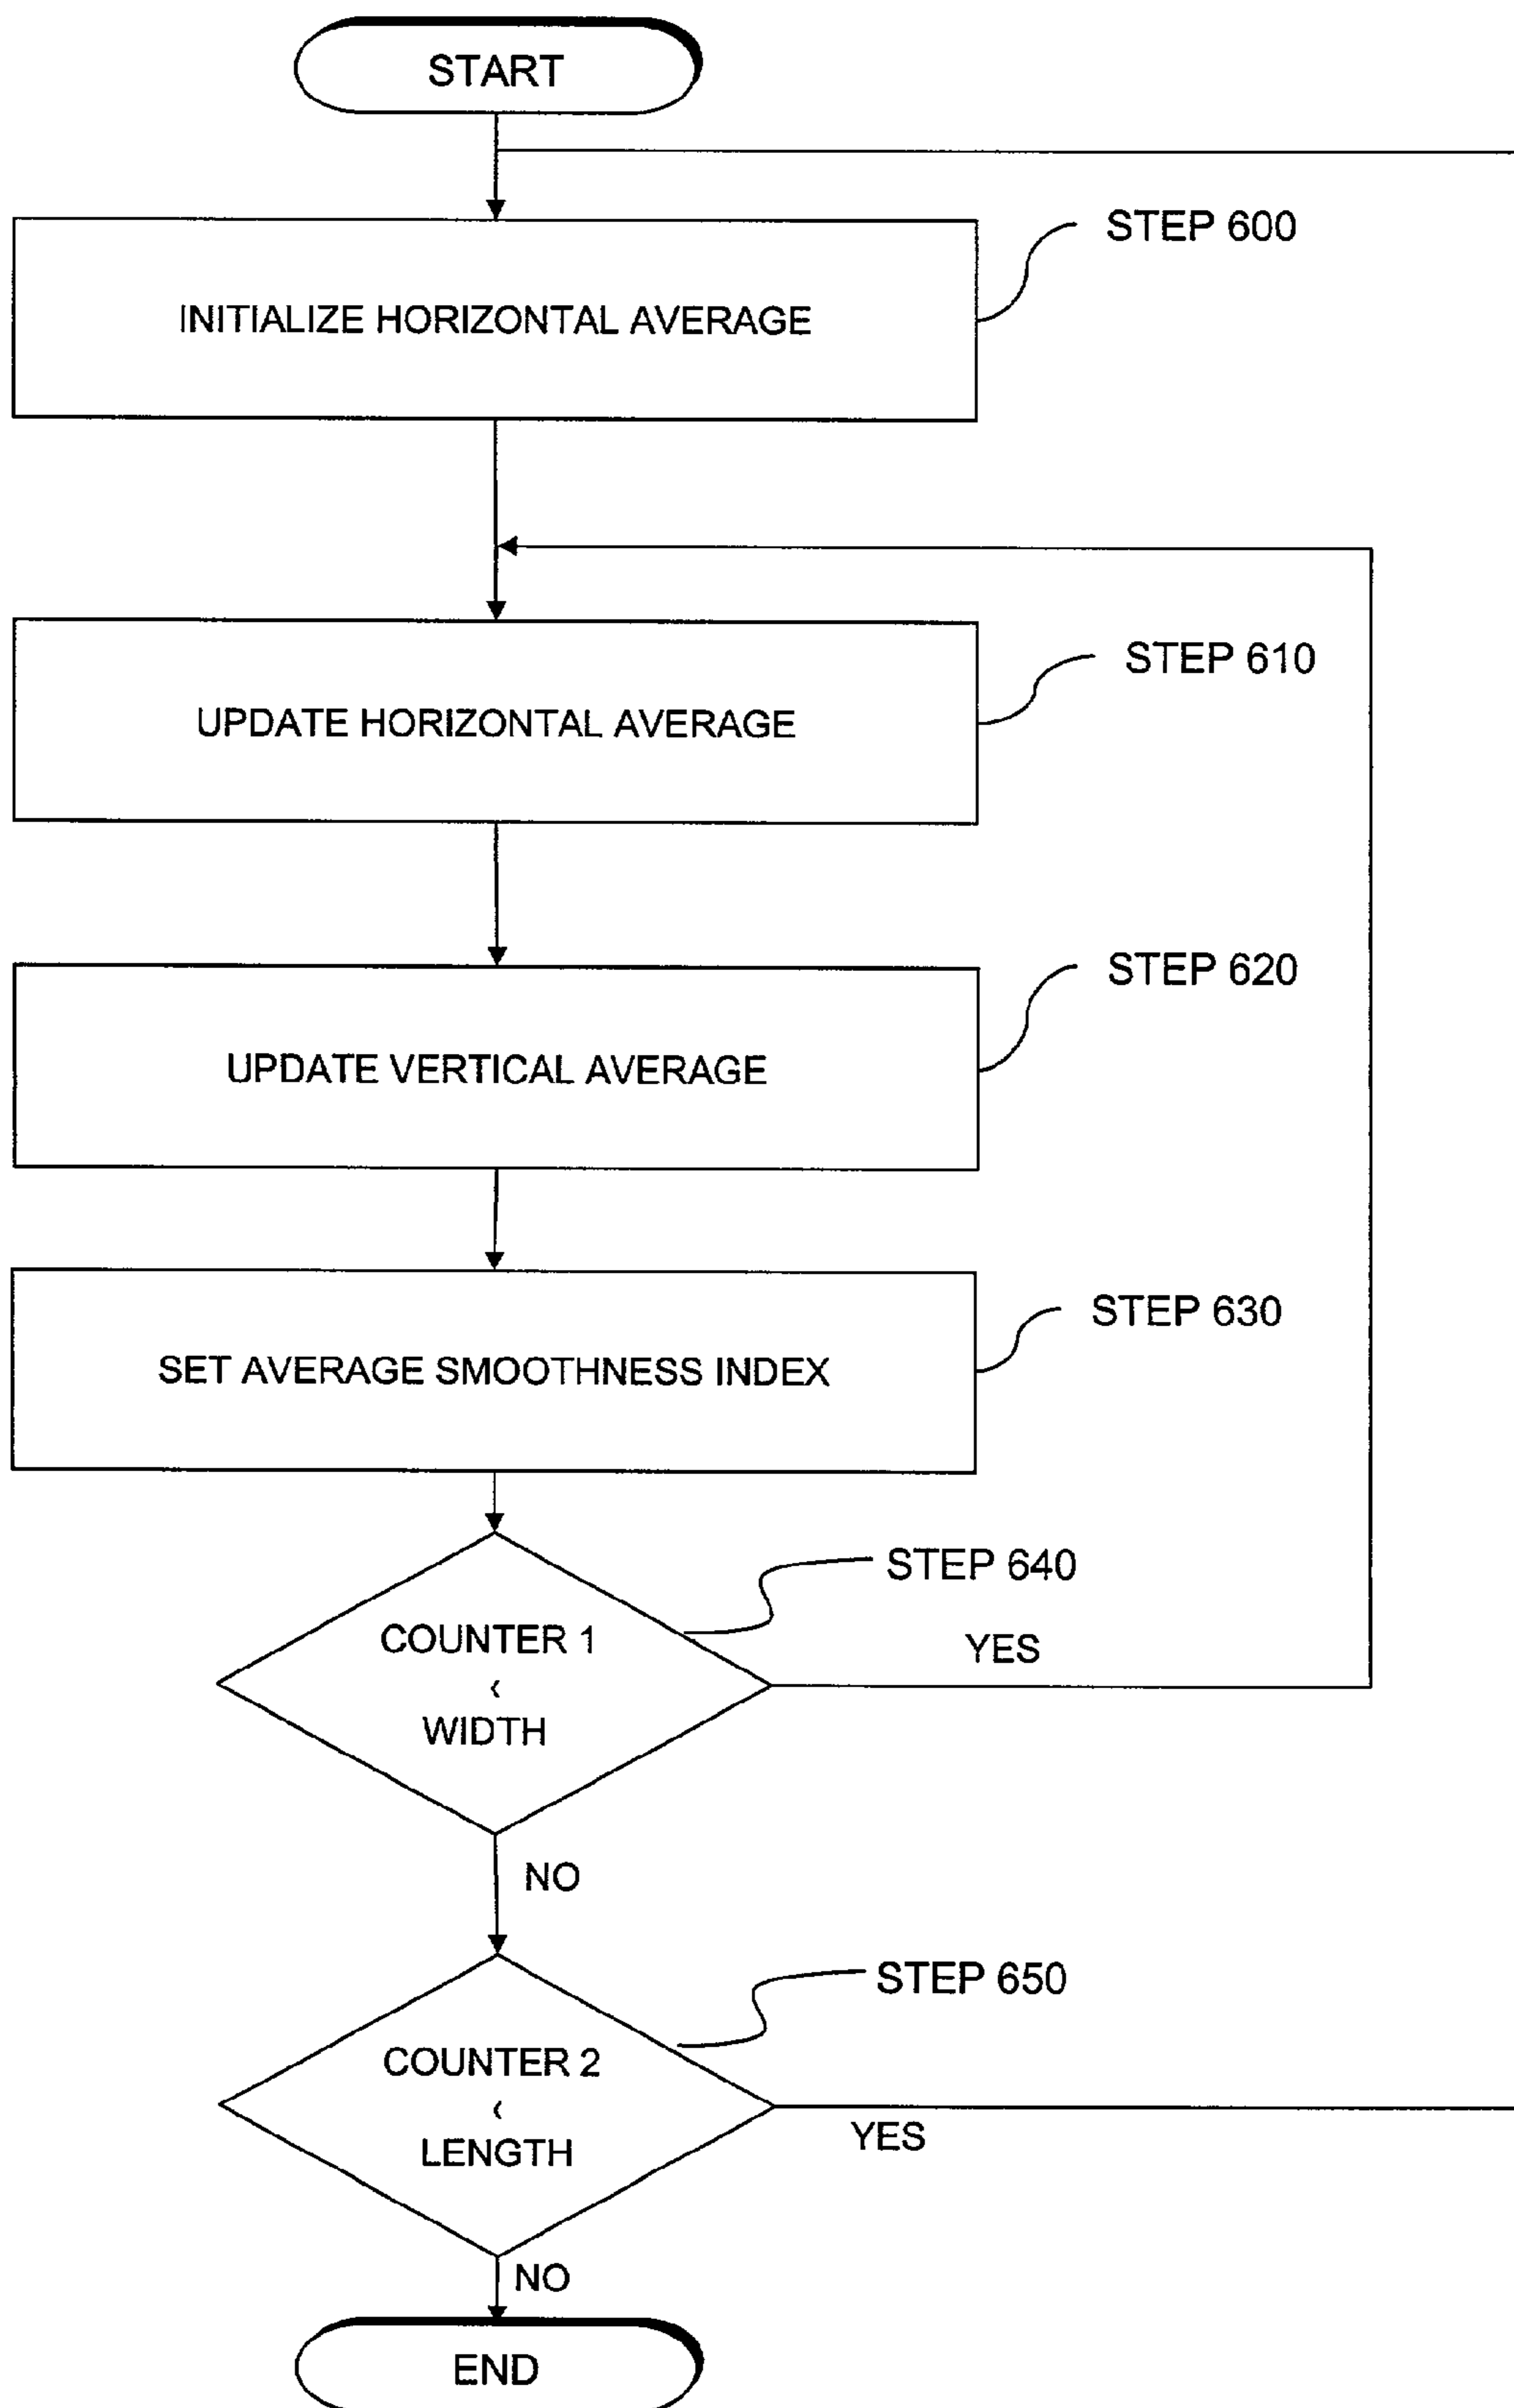 START
STEP 600
INITIALIZE HORIZONTAL AVERAGE
STEP 610
UPDATE HORIZONTAL AVERAGE
STEP 620
UPDATE VERTICAL AVERAGE
STEP 630
SET AVERAGE SMOOTHNESS INDEX
STEP 640
COUNTER 1
<
WIDTH
YES
NO
STEP 650
COUNTER 2
<
LENGTH
YES
NO
END